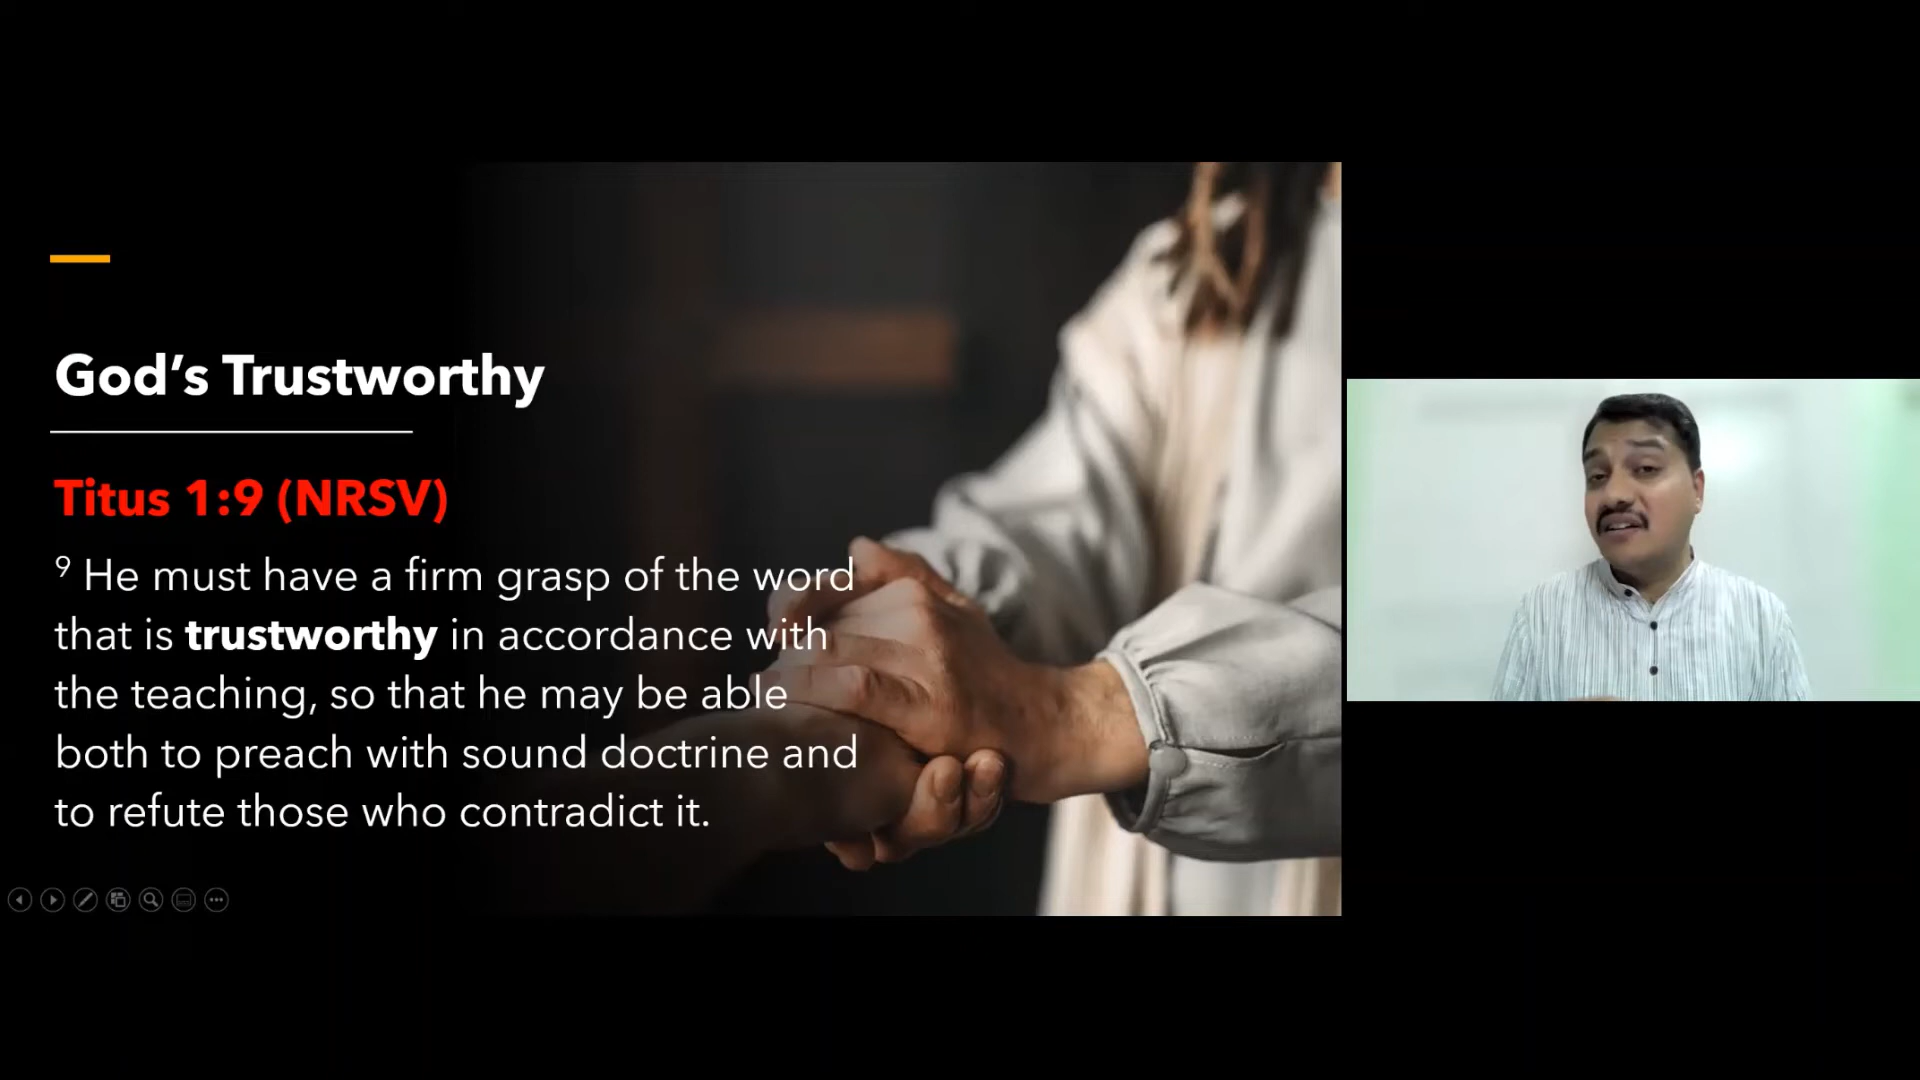 God’s Trustworthy
Titus 1:9 (NRSV)
9 He must have a firm grasp of the word
that is trustworthy in accordance with
the teaching, so that he may be able
both to preach with sound doctrine and
to refute those who contradict it.